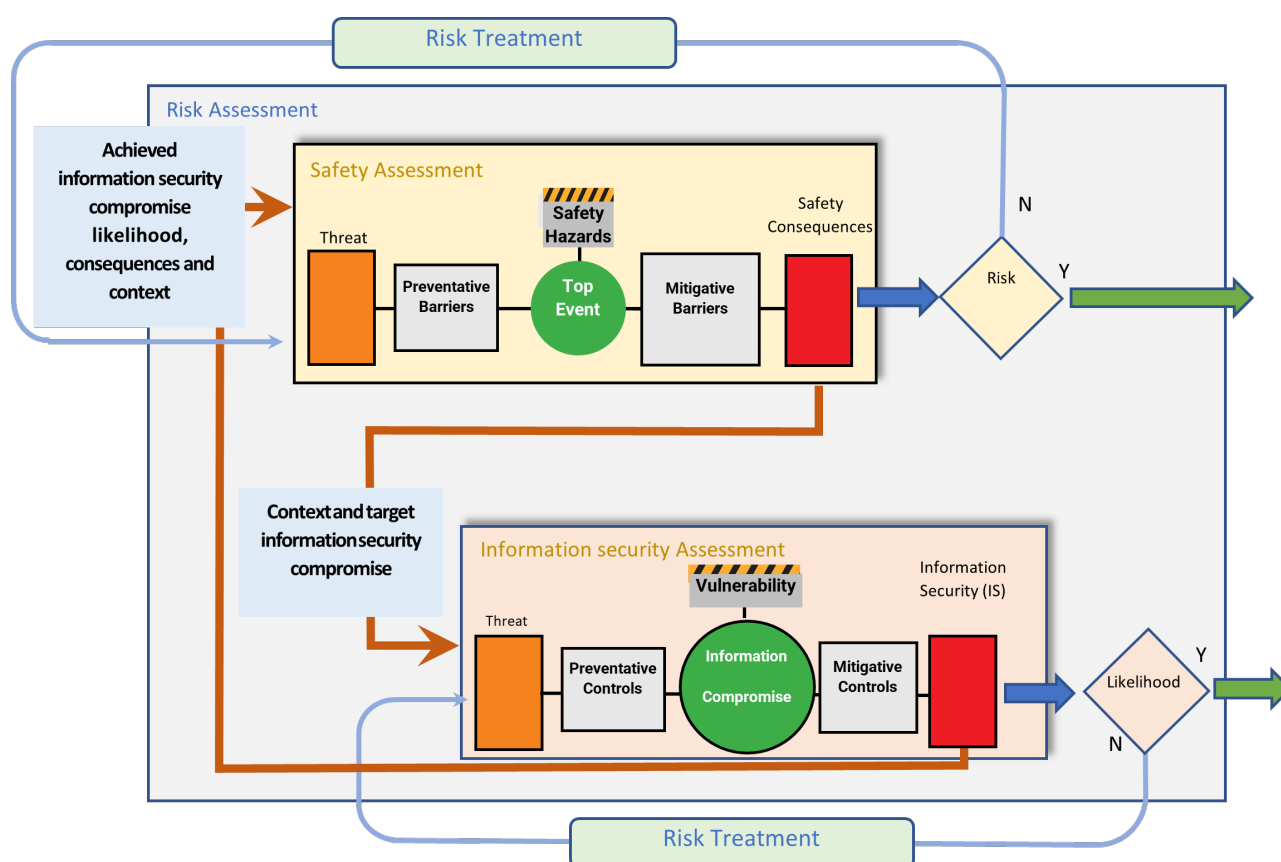 Risk Treatment
Risk Assessment
Achieved
information security
compromise
likelihood,
consequences and
context
Safety Assessment
Safety
Hazards
Safety
Consequences
Threat
Preventative
Barriers
Top
Event
Mitigative
Barriers
N
Risk
Y
Context and target
information security
compromise
Information security Assessment
Vulnerability
Information
Security (IS)
Threat
Preventative
Controls
Information
Compromise
Mitigative
Controls
Likelihood
Y
N
Risk Treatment